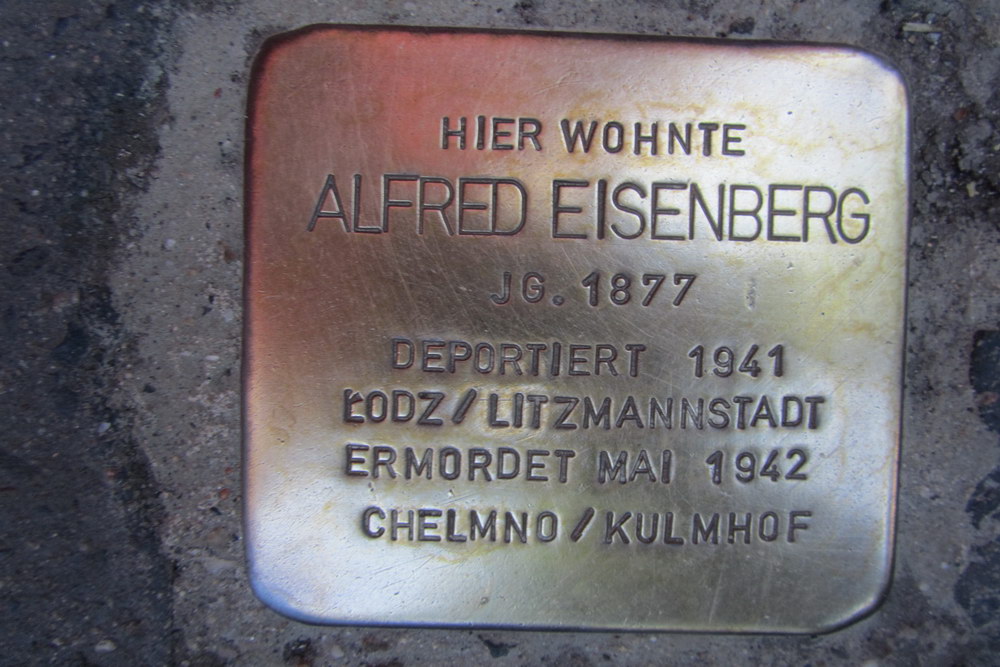 HIER WOHNTE
ALFRED EISENBERG
JG. 1877
DEPORTIERT 1941
ŁODZ/LITZMANNSTADT
ERMORDET MAI 1942
CHELMNO/KULMHOF